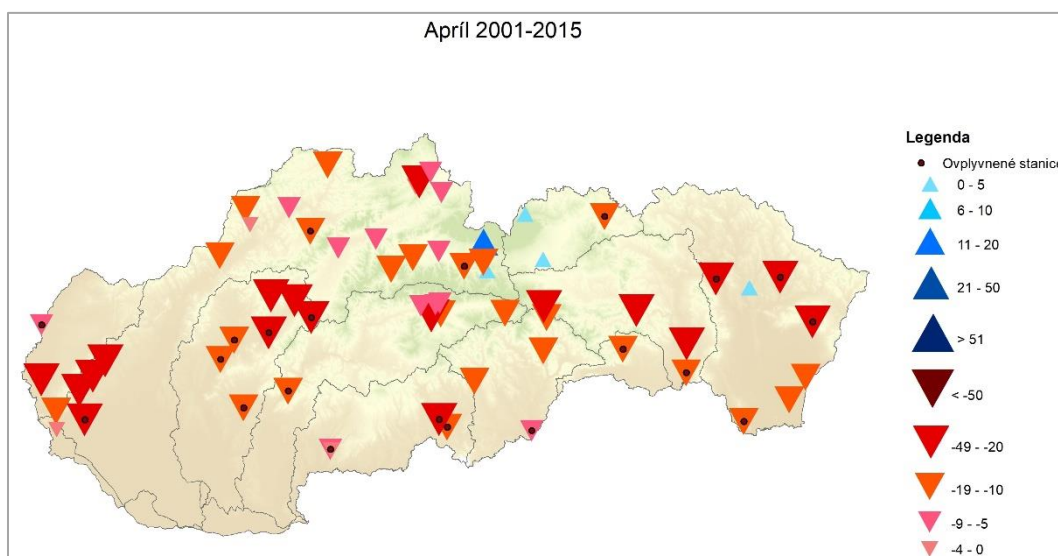 Apríl 2001-2015
Legenda
Ovplyvnené stanice
0 - 5
6 - 10
11 - 20
21 - 50
> 51
< -50
-49 - -20
-19 - -10
-9 - -5
-4 - 0